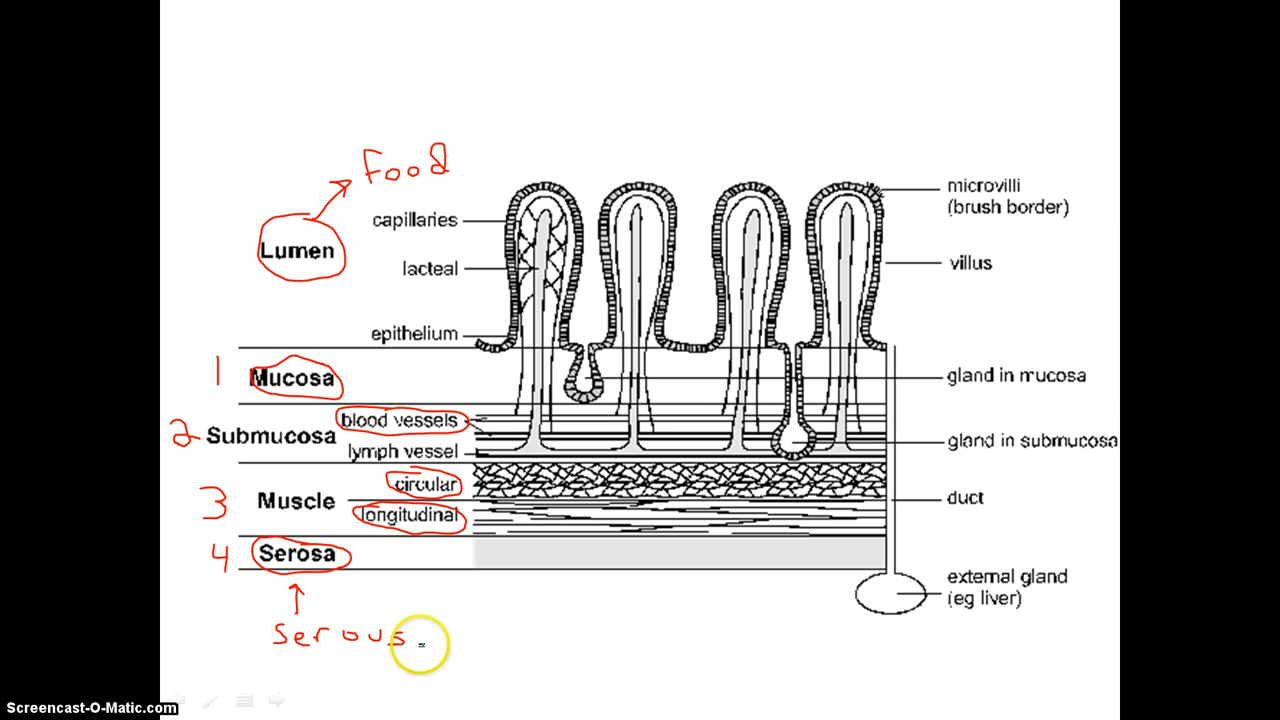 Food
Lumen
capillaries
lacteal
epithelium
microvilli
(brush border)
villus
1 Mucosa
gland in mucosa
2 Submucosa
blood vessels
lymph vessel
gland in submucosa
3 Muscle
circular
longitudinal
duct
4 Serosa
external gland
(eg liver)
Serous
Screencast-O-Matic.com